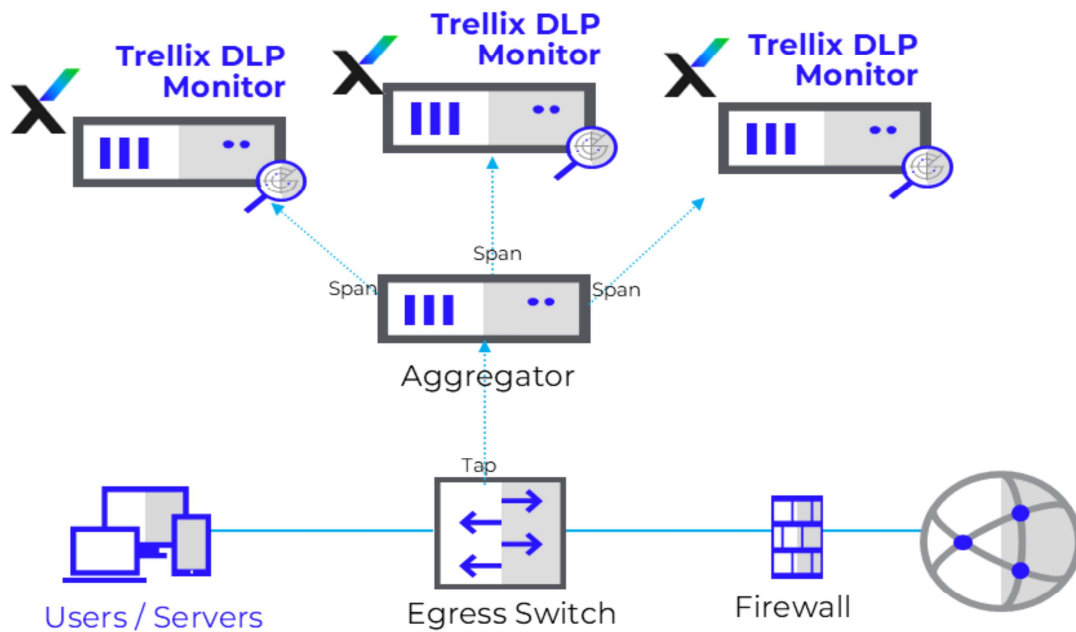 Trellix DLP
Monitor
Trellix DLP
Monitor
Trellix DLP
Monitor
Span
Span
Span
Aggregator
Tap
Users / Servers
Egress Switch
Firewall